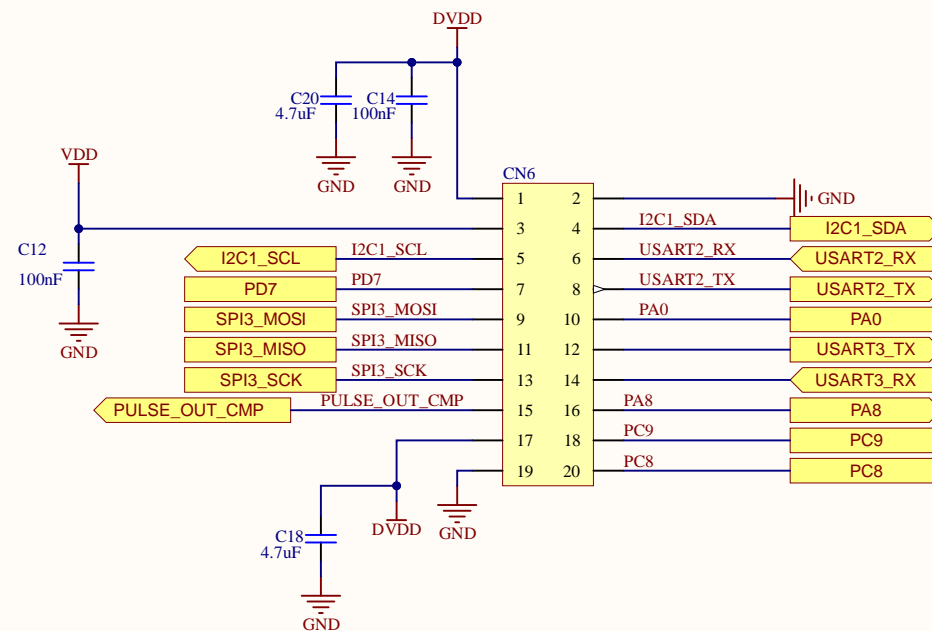 DVDD
C20
4.7uF
C14
100nF
GND
GND
VDD
C12
100nF
GND
CN6
1 2
GND
3 4
I2C1_SDA I2C1_SDA
I2C1_SCL I2C1_SCL
5 6
USART2_RX USART2_RX
PD7 PD7
7 8
USART2_TX USART2_TX
SPI3_MOSI SPI3_MOSI
9 10
PA0 PA0
SPI3_MISO SPI3_MISO
11 12
USART3_TX
SPI3_SCK SPI3_SCK
13 14
USART3_RX
PULSE_OUT_CMP PULSE_OUT_CMP
15 16
PA8 PA8
17 18
PC9 PC9
19 20
PC8 PC8
C18
4.7uF
DVDD
GND
GND